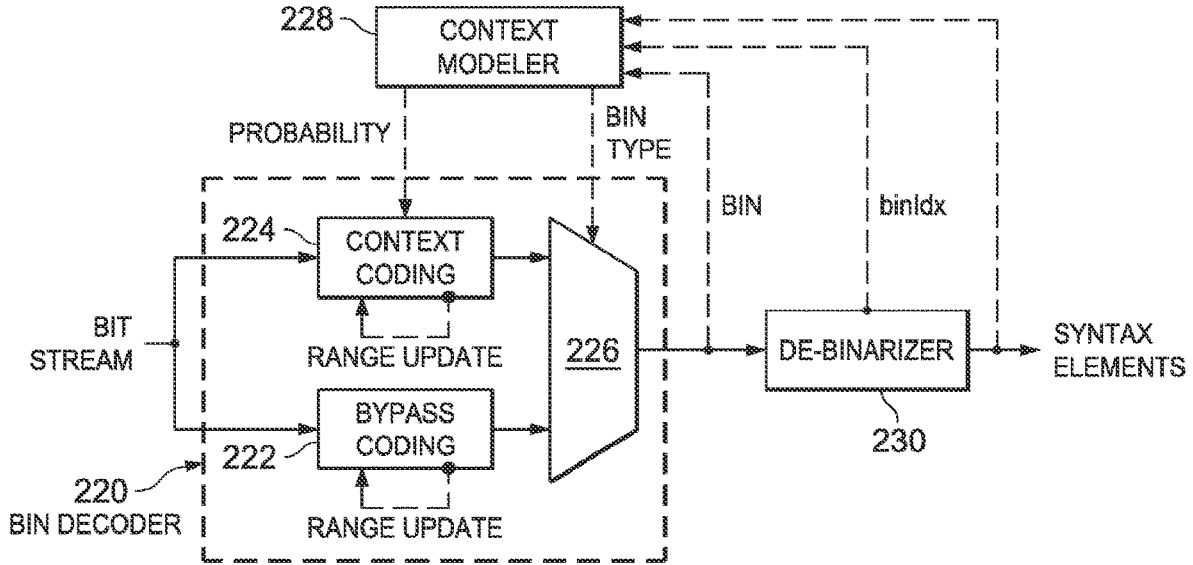 228
CONTEXT
MODELER
PROBABILITY
BIN
TYPE
BIN
binIdx
224
CONTEXT
CODING
RANGE UPDATE
BIT
STREAM
226
DE-BINARIZER
SYNTAX
ELEMENTS
230
BYPASS
CODING
222
RANGE UPDATE
220
BIN DECODER